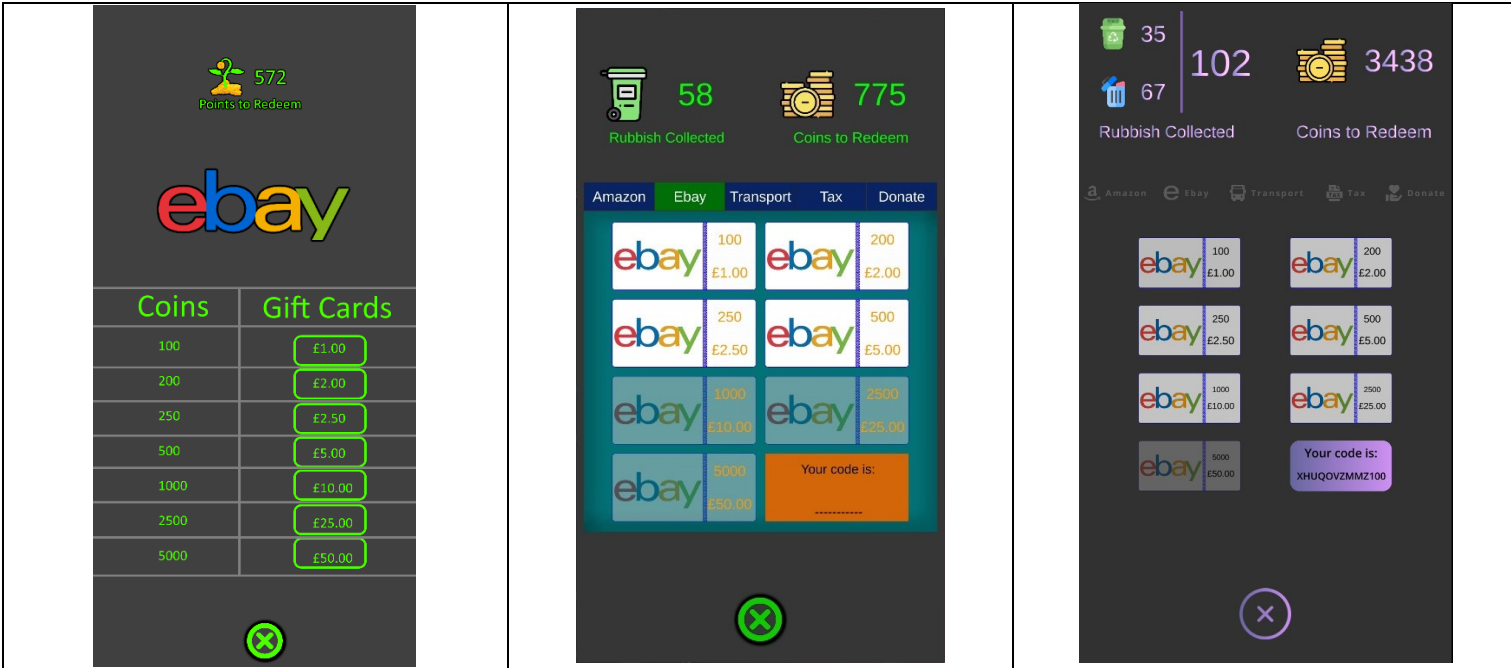 572
Points to Redeem
ebay
Coins Gift Cards
100 £1.00
200 £2.00
250 £2.50
500 £5.00
1000 £10.00
2500 £25.00
5000 £50.00
58 775
Rubbish Collected Coins to Redeem
Amazon Ebay Transport Tax Donate
ebay 100 £1.00 ebay 200 £2.00
ebay 250 £2.50 ebay 500 £5.00
ebay 1000 £10.00 ebay 2500 £25.00
ebay 5000 £50.00 Your code is:
-----------
35
67
102
3438
Rubbish Collected Coins to Redeem
a Amazon e Ebay Transport TAX Tax Donate
ebay 100 £1.00 ebay 200 £2.00
ebay 250 £2.50 ebay 500 £5.00
ebay 1000 £10.00 ebay 2500 £25.00
ebay 5000 £50.00 Your code is:
XHUQOVZMMZ100